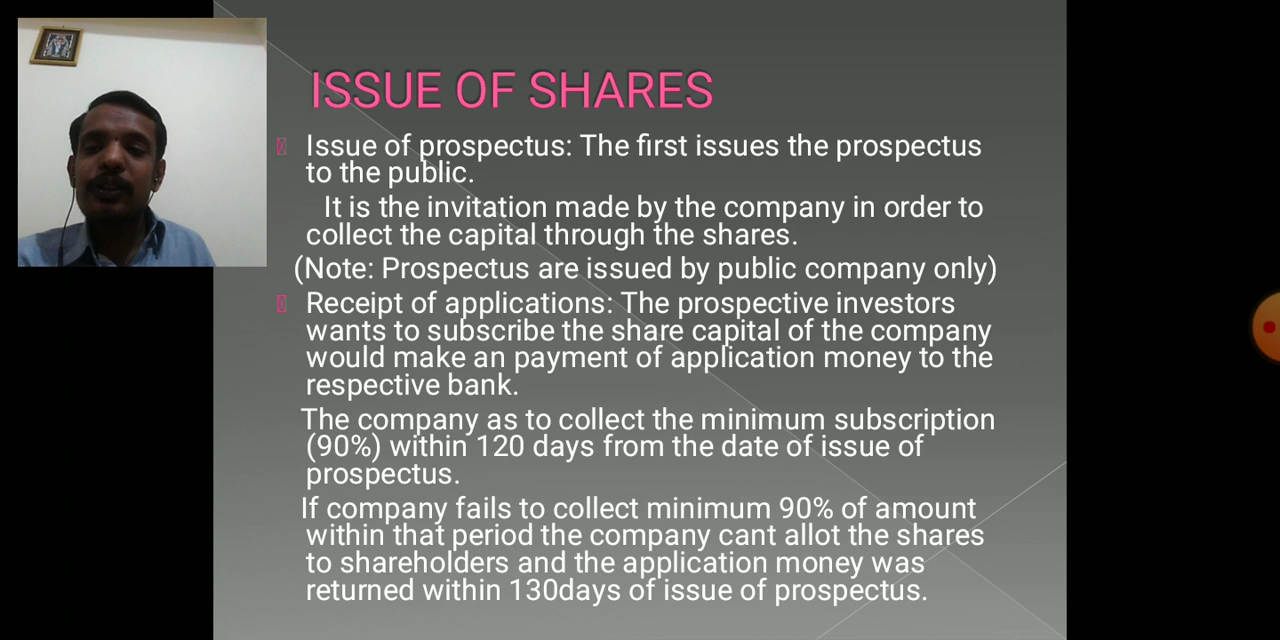 ISSUE OF SHARES
Issue of prospectus: The first issues the prospectus
to the public.
It is the invitation made by the company in order to
collect the capital through the shares.
(Note: Prospectus are issued by public company only)
Receipt of applications: The prospective investors
wants to subscribe the share capital of the company
would make an payment of application money to the
respective bank.
The company as to collect the minimum subscription
(90%) within 120 days from the date of issue of
prospectus.
If company fails to collect minimum 90% of amount
within that period the company cant allot the shares
to shareholders and the application money was
returned within 130days of issue of prospectus.